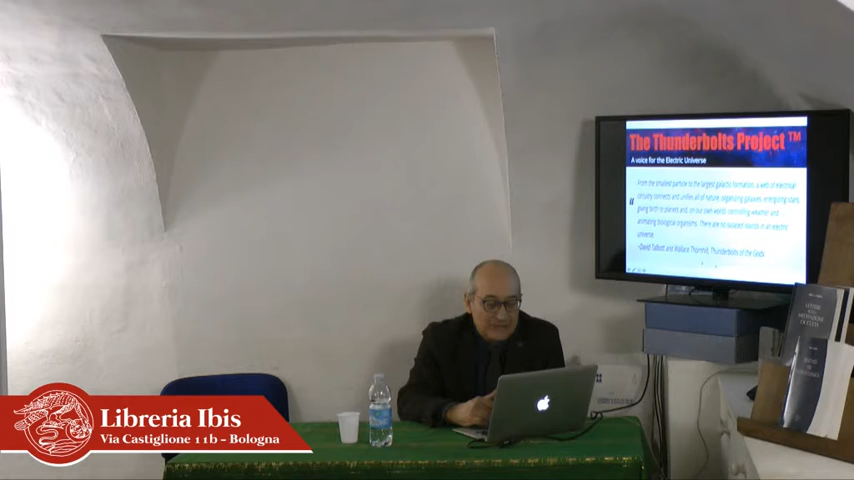 The Thunderbolts Project ™
A voice for the Electric Universe
From the smallest particle to the largest galactic formation, a web of electrical
circuitry connects and unifies all of nature, organizing galaxies, energizing stars,
giving birth to planets and, on our own world, controlling weather and
animating biological organisms. There are no isolated islands in an electric
universe.
-David Talbott and Wallace Thornhill, Thunderbolts of the Gods
Libreria Ibis
Via Castiglione 11b - Bologna